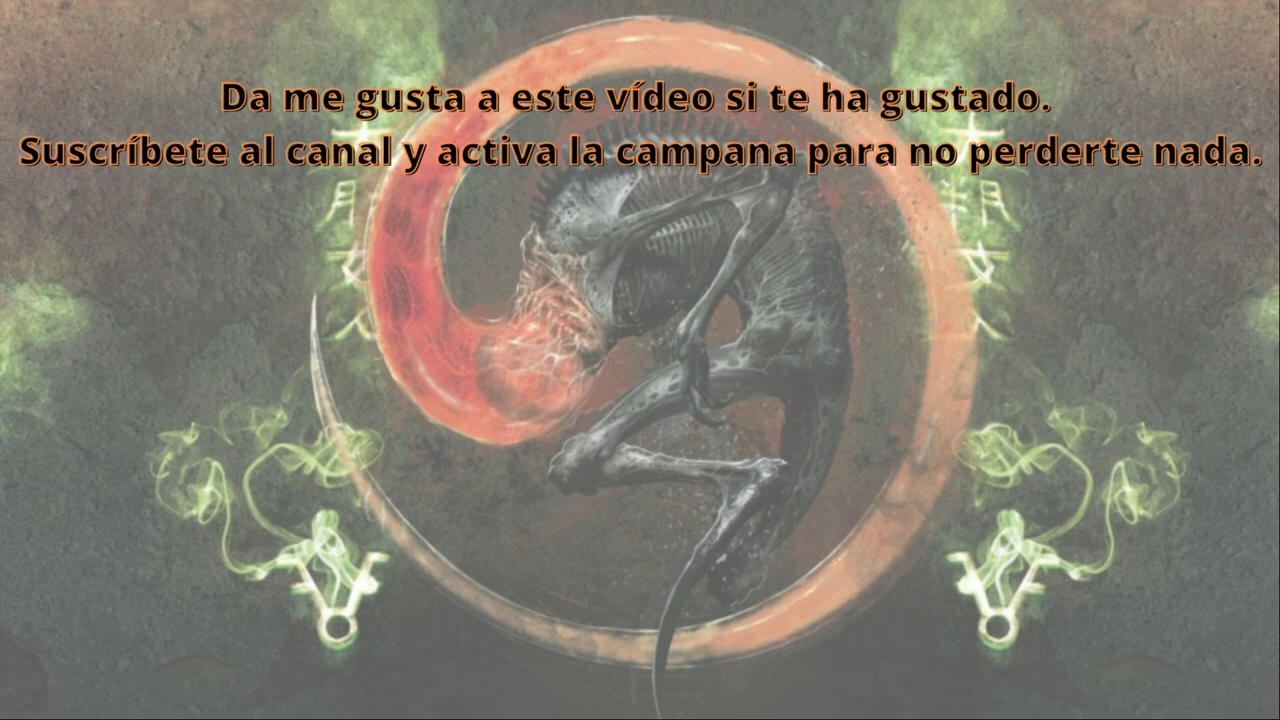 Da me gusta a este vídeo si te ha gustado.
Suscríbete al canal y activa la campana para no perderte nada.